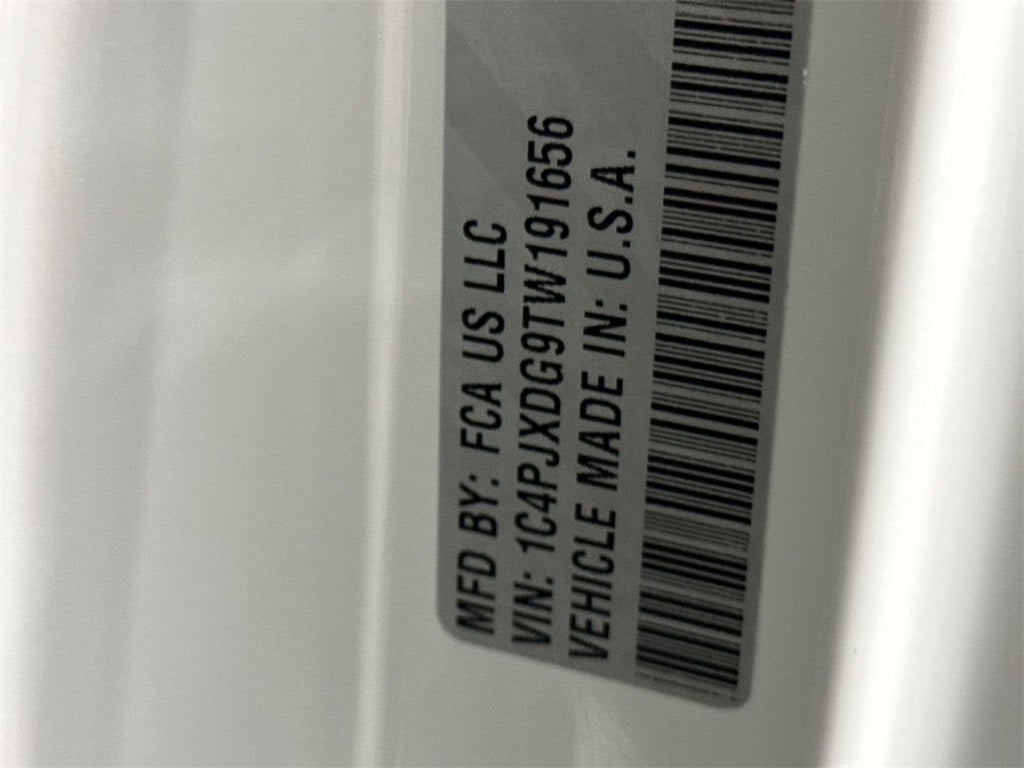 MFD BY: FCA US LLC
VIN: 1C4PJXDG9TW191656
VEHICLE MADE IN: U.S.A.